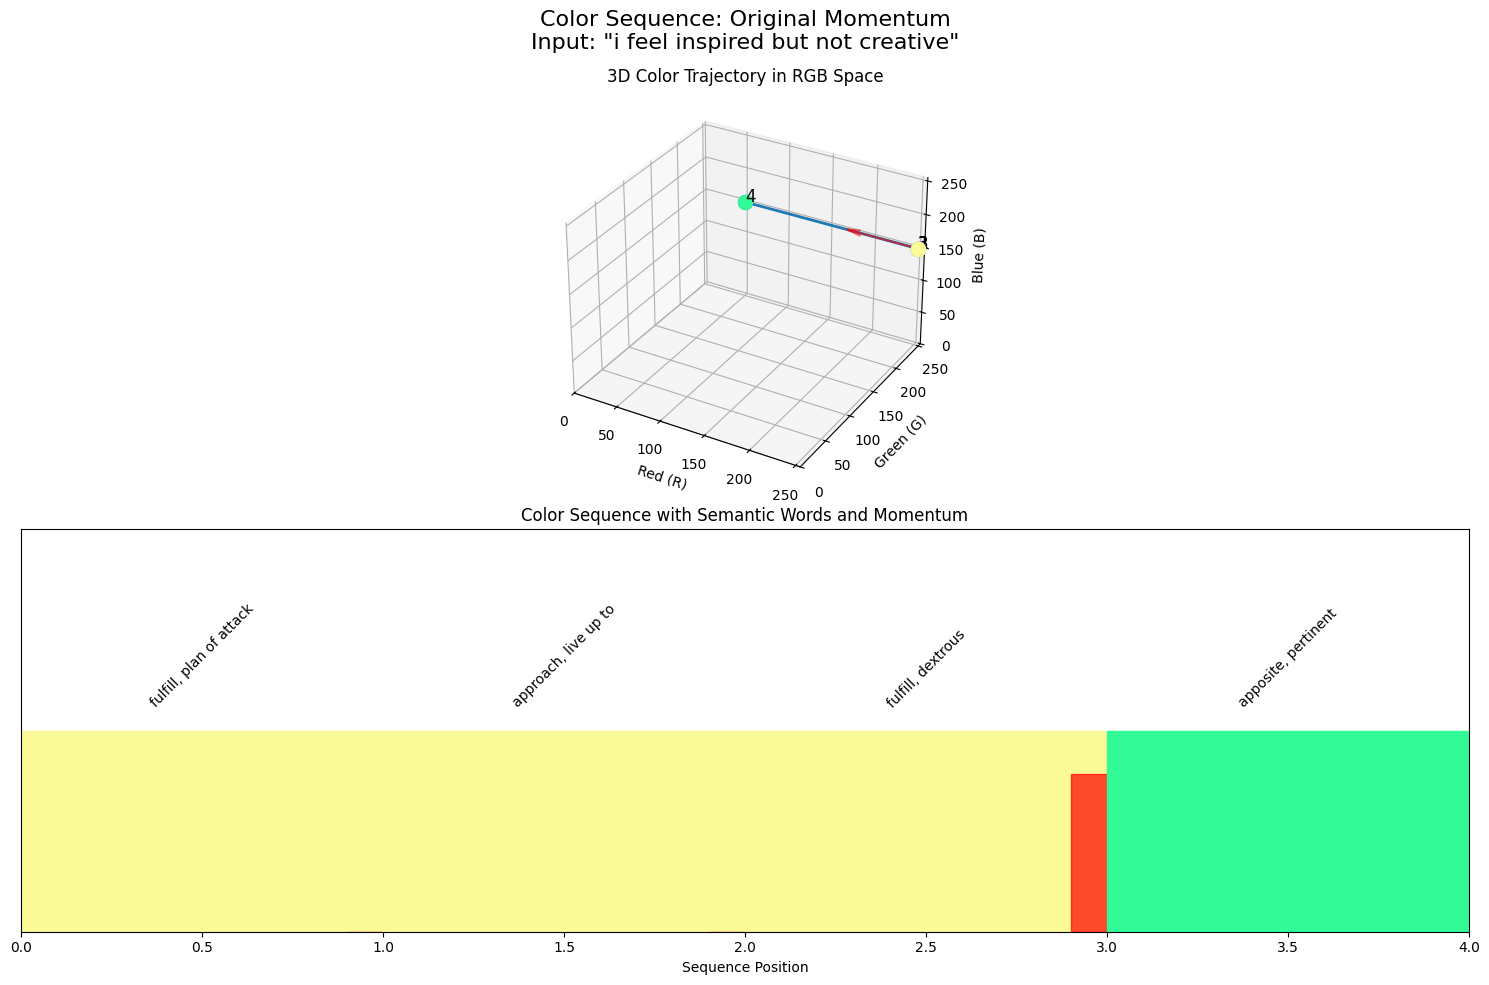 Color Sequence: Original Momentum
Input: "i feel inspired but not creative"
3D Color Trajectory in RGB Space
4
3
250
200
150
100
50
0
Blue (B)
250
200
150
100
50
0
Green (G)
0
50
100
150
200
250
Red (R)
Color Sequence with Semantic Words and Momentum
fulfill, plan of attack
approach, live up to
fulfill, dextrous
apposite, pertinent
0.0 0.5 1.0 1.5 2.0 2.5 3.0 3.5 4.0
Sequence Position